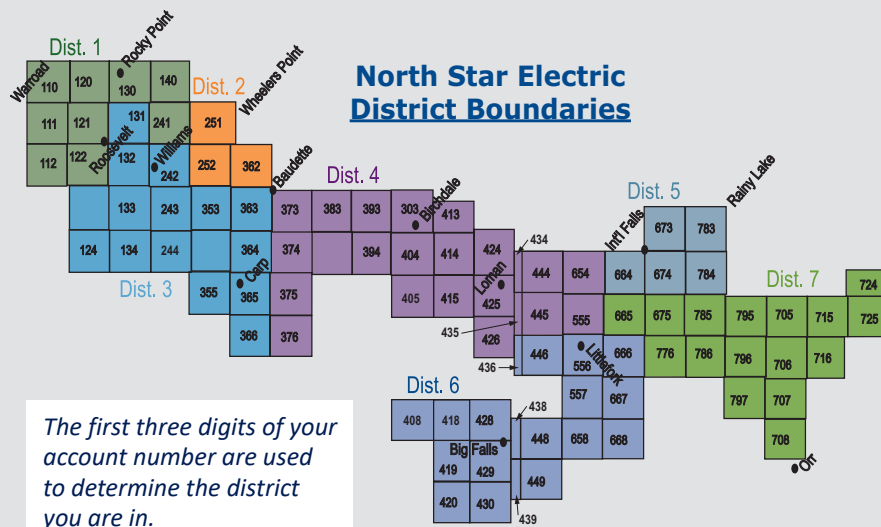 North Star Electric
District Boundaries
Dist. 1
Rocky Point
Warroad
110 120 130 140
Dist. 2
Wheelers Point
111 121 131 241 251
Roosevelt
Williams
112 122 132 242 252 362
Baudette
Dist. 4
133 243 353 363 373 383 393 303 413
Birchdale
124 134 244 364 374 394 404 414 424 434
Dist. 3
Carp
355 365 375 405 415 425 435
Loman
366 376 426 436
444 654
445 555
446 556 666
Littlefork
Dist. 5
Int'l Falls
Rainy Lake
673 783
664 674 784
Dist. 7
724
665 675 785 795 705 715 725
776 786 796 706 716
797 707
708
Orr
Dist. 6
557 667
408 418 428 438
Big Falls
448 658 668
419 429 449
420 430 439
The first three digits of your
account number are used
to determine the district
you are in.